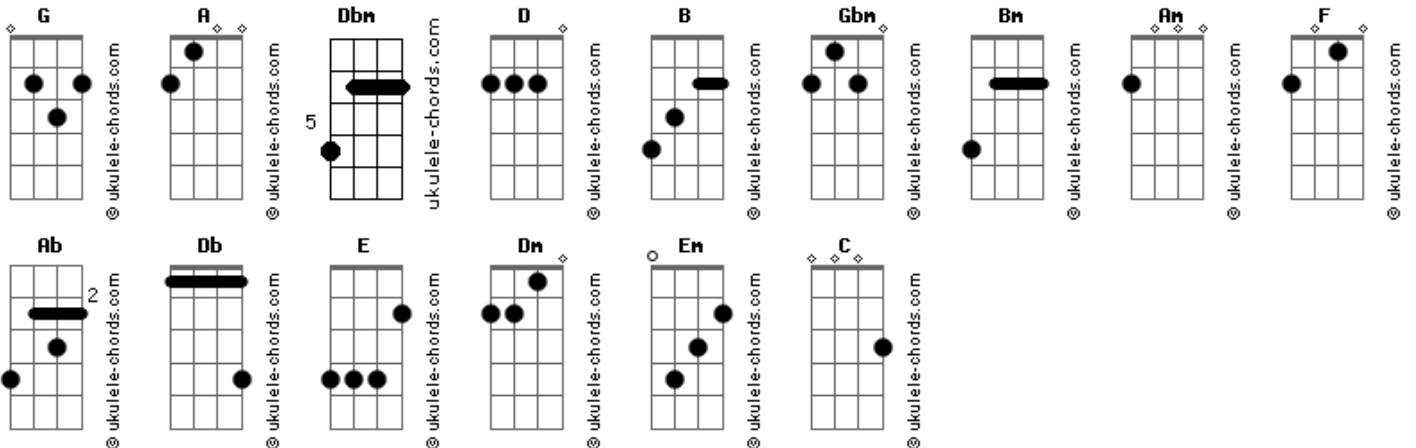 G A Dbm D B Gbm Bm Am F
5
© ukulele-chords.com © ukulele-chords.com ukulele-chords.com © ukulele-chords.com © ukulele-chords.com © ukulele-chords.com © ukulele-chords.com © ukulele-chords.com © ukulele-chords.com
Ab Db E Dm Em C
2
© ukulele-chords.com © ukulele-chords.com © ukulele-chords.com © ukulele-chords.com © ukulele-chords.com © ukulele-chords.com